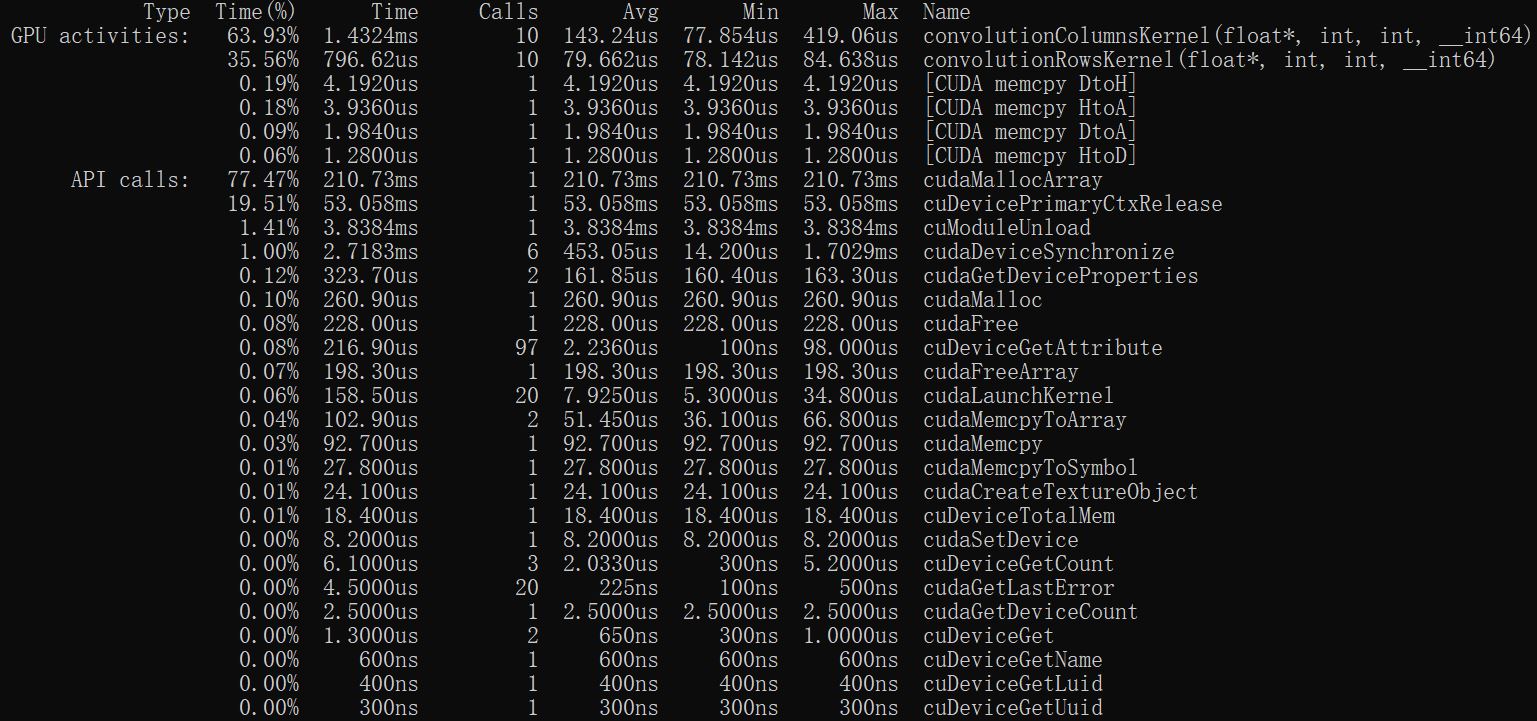 Type Time(%) Time Calls Avg Min Max Name
GPU activities: 63.93% 1.4324ms 10 143.24us 77.854us 419.06us convolutionColumnsKernel(float*, int, int, __int64)
35.56% 796.62us 10 79.662us 78.142us 84.638us convolutionRowsKernel(float*, int, int, __int64)
0.19% 4.1920us 1 4.1920us 4.1920us 4.1920us [CUDA memcpy DtoH]
0.18% 3.9360us 1 3.9360us 3.9360us 3.9360us [CUDA memcpy HtoA]
0.09% 1.9840us 1 1.9840us 1.9840us 1.9840us [CUDA memcpy DtoA]
0.06% 1.2800us 1 1.2800us 1.2800us 1.2800us [CUDA memcpy HtoD]
API calls: 77.47% 210.73ms 1 210.73ms 210.73ms 210.73ms cudaMallocArray
19.51% 53.058ms 1 53.058ms 53.058ms 53.058ms cuDevicePrimaryCtxRelease
1.41% 3.8384ms 1 3.8384ms 3.8384ms 3.8384ms cuModuleUnload
1.00% 2.7183ms 6 453.05us 14.200us 1.7029ms cudaDeviceSynchronize
0.12% 323.70us 2 161.85us 160.40us 163.30us cudaGetDeviceProperties
0.10% 260.90us 1 260.90us 260.90us 260.90us cudaMalloc
0.08% 228.00us 1 228.00us 228.00us 228.00us cudaFree
0.08% 216.90us 97 2.2360us 100ns 98.000us cuDeviceGetAttribute
0.07% 198.30us 1 198.30us 198.30us 198.30us cudaFreeArray
0.06% 158.50us 20 7.9250us 5.3000us 34.800us cudaLaunchKernel
0.04% 102.90us 2 51.450us 36.100us 66.800us cudaMemcpyToArray
0.03% 92.700us 1 92.700us 92.700us 92.700us cudaMemcpy
0.01% 27.800us 1 27.800us 27.800us 27.800us cudaMemcpyToSymbol
0.01% 24.100us 1 24.100us 24.100us 24.100us cudaCreateTextureObject
0.01% 18.400us 1 18.400us 18.400us 18.400us cuDeviceTotalMem
0.00% 8.2000us 1 8.2000us 8.2000us 8.2000us cudaSetDevice
0.00% 6.1000us 3 2.0330us 300ns 5.2000us cuDeviceGetCount
0.00% 4.5000us 20 225ns 100ns 500ns cudaGetLastError
0.00% 2.5000us 1 2.5000us 2.5000us 2.5000us cudaGetDeviceCount
0.00% 1.3000us 2 650ns 300ns 1.0000us cuDeviceGet
0.00% 600ns 1 600ns 600ns 600ns cuDeviceGetName
0.00% 400ns 1 400ns 400ns 400ns cuDeviceGetLuid
0.00% 300ns 1 300ns 300ns 300ns cuDeviceGetUuid